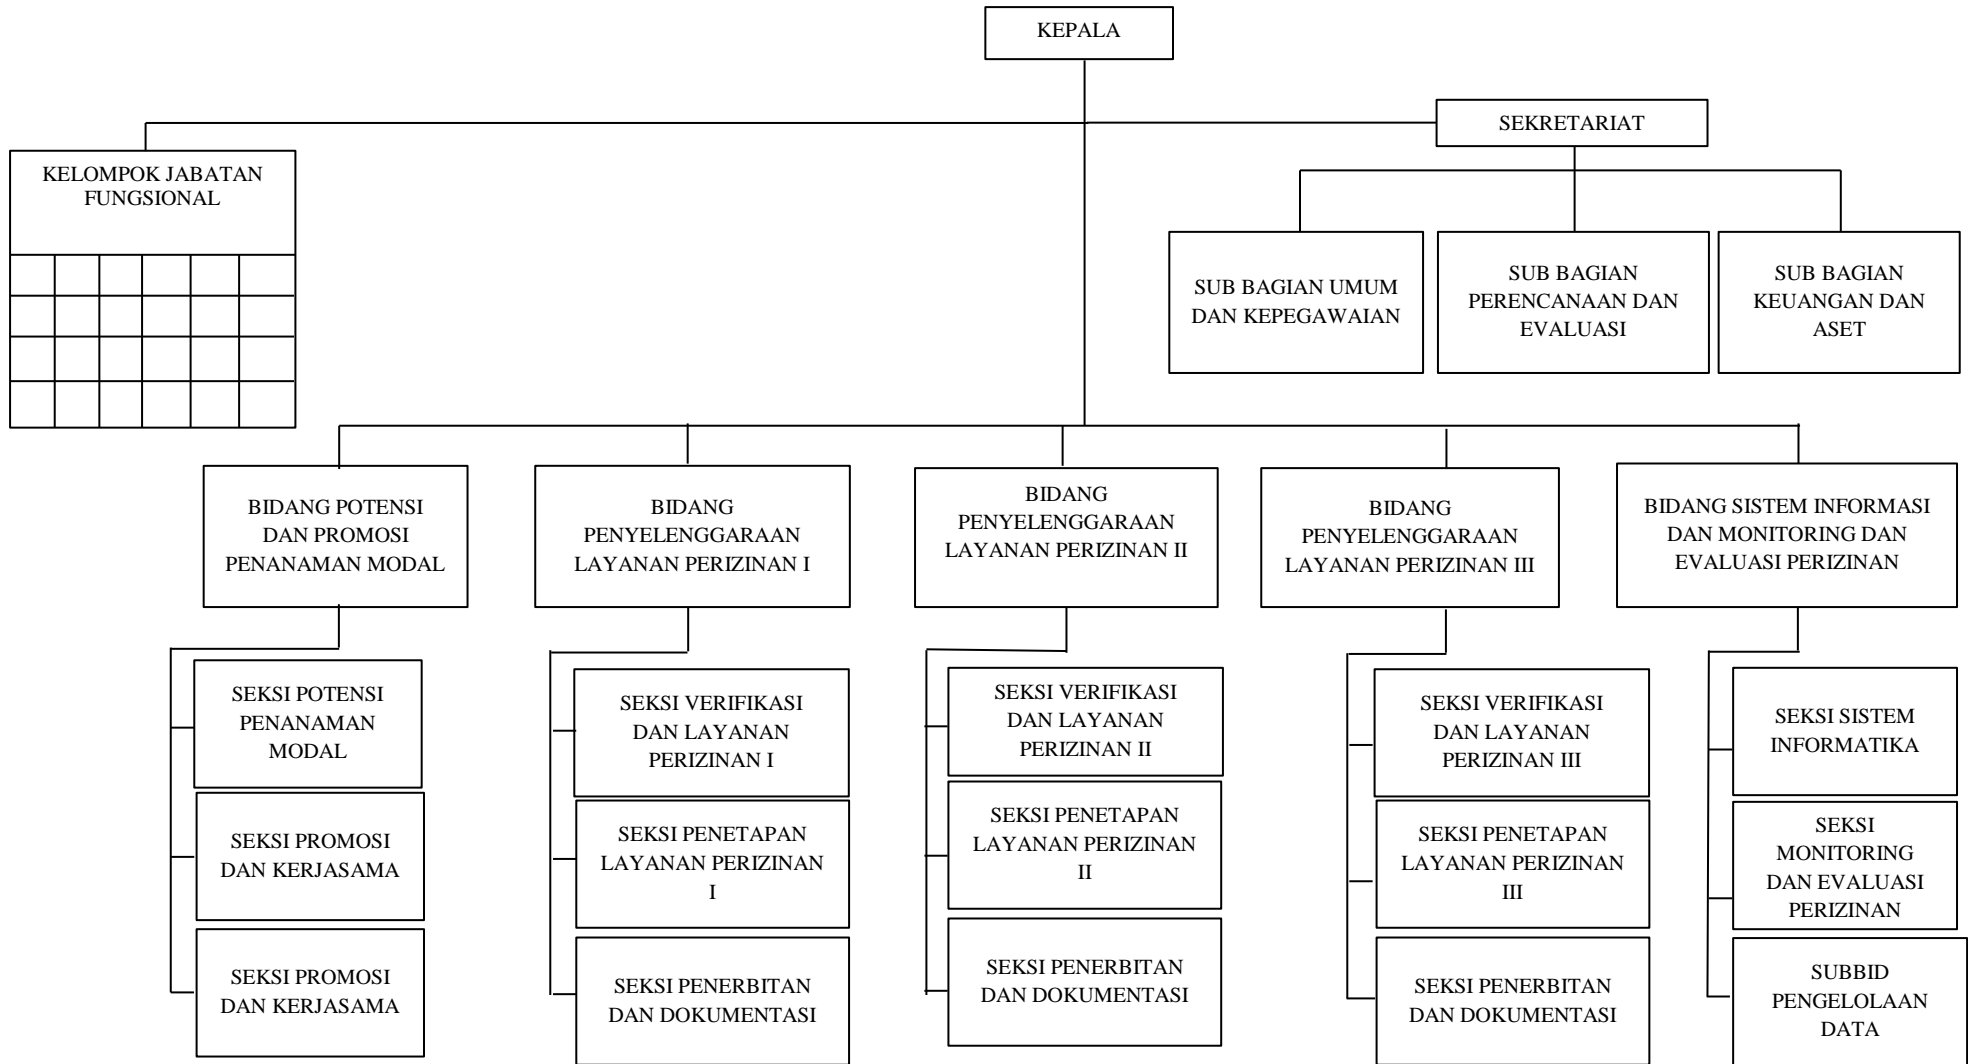 KEPALA
SEKRETARIAT
KELOMPOK JABATAN
FUNGSIONAL
SUB BAGIAN UMUM
DAN KEPEGAWAIAN
SUB BAGIAN
PERENCANAAN DAN
EVALUASI
SUB BAGIAN
KEUANGAN DAN
ASET
BIDANG POTENSI
DAN PROMOSI
PENANAMAN MODAL
BIDANG
PENYELENGGARAAN
LAYANAN PERIZINAN I
BIDANG
PENYELENGGARAAN
LAYANAN PERIZINAN II
BIDANG
PENYELENGGARAAN
LAYANAN PERIZINAN III
BIDANG SISTEM INFORMASI
DAN MONITORING DAN
EVALUASI PERIZINAN
SEKSI POTENSI
PENANAMAN
MODAL
SEKSI PROMOSI
DAN KERJASAMA
SEKSI PROMOSI
DAN KERJASAMA
SEKSI VERIFIKASI
DAN LAYANAN
PERIZINAN I
SEKSI PENETAPAN
LAYANAN PERIZINAN
I
SEKSI PENERBITAN
DAN DOKUMENTASI
SEKSI VERIFIKASI
DAN LAYANAN
PERIZINAN II
SEKSI PENETAPAN
LAYANAN PERIZINAN
II
SEKSI PENERBITAN
DAN DOKUMENTASI
SEKSI VERIFIKASI
DAN LAYANAN
PERIZINAN III
SEKSI PENETAPAN
LAYANAN PERIZINAN
III
SEKSI PENERBITAN
DAN DOKUMENTASI
SEKSI SISTEM
INFORMATIKA
SEKSI
MONITORING
DAN EVALUASI
PERIZINAN
SUBBID
PENGELOLAAN
DATA